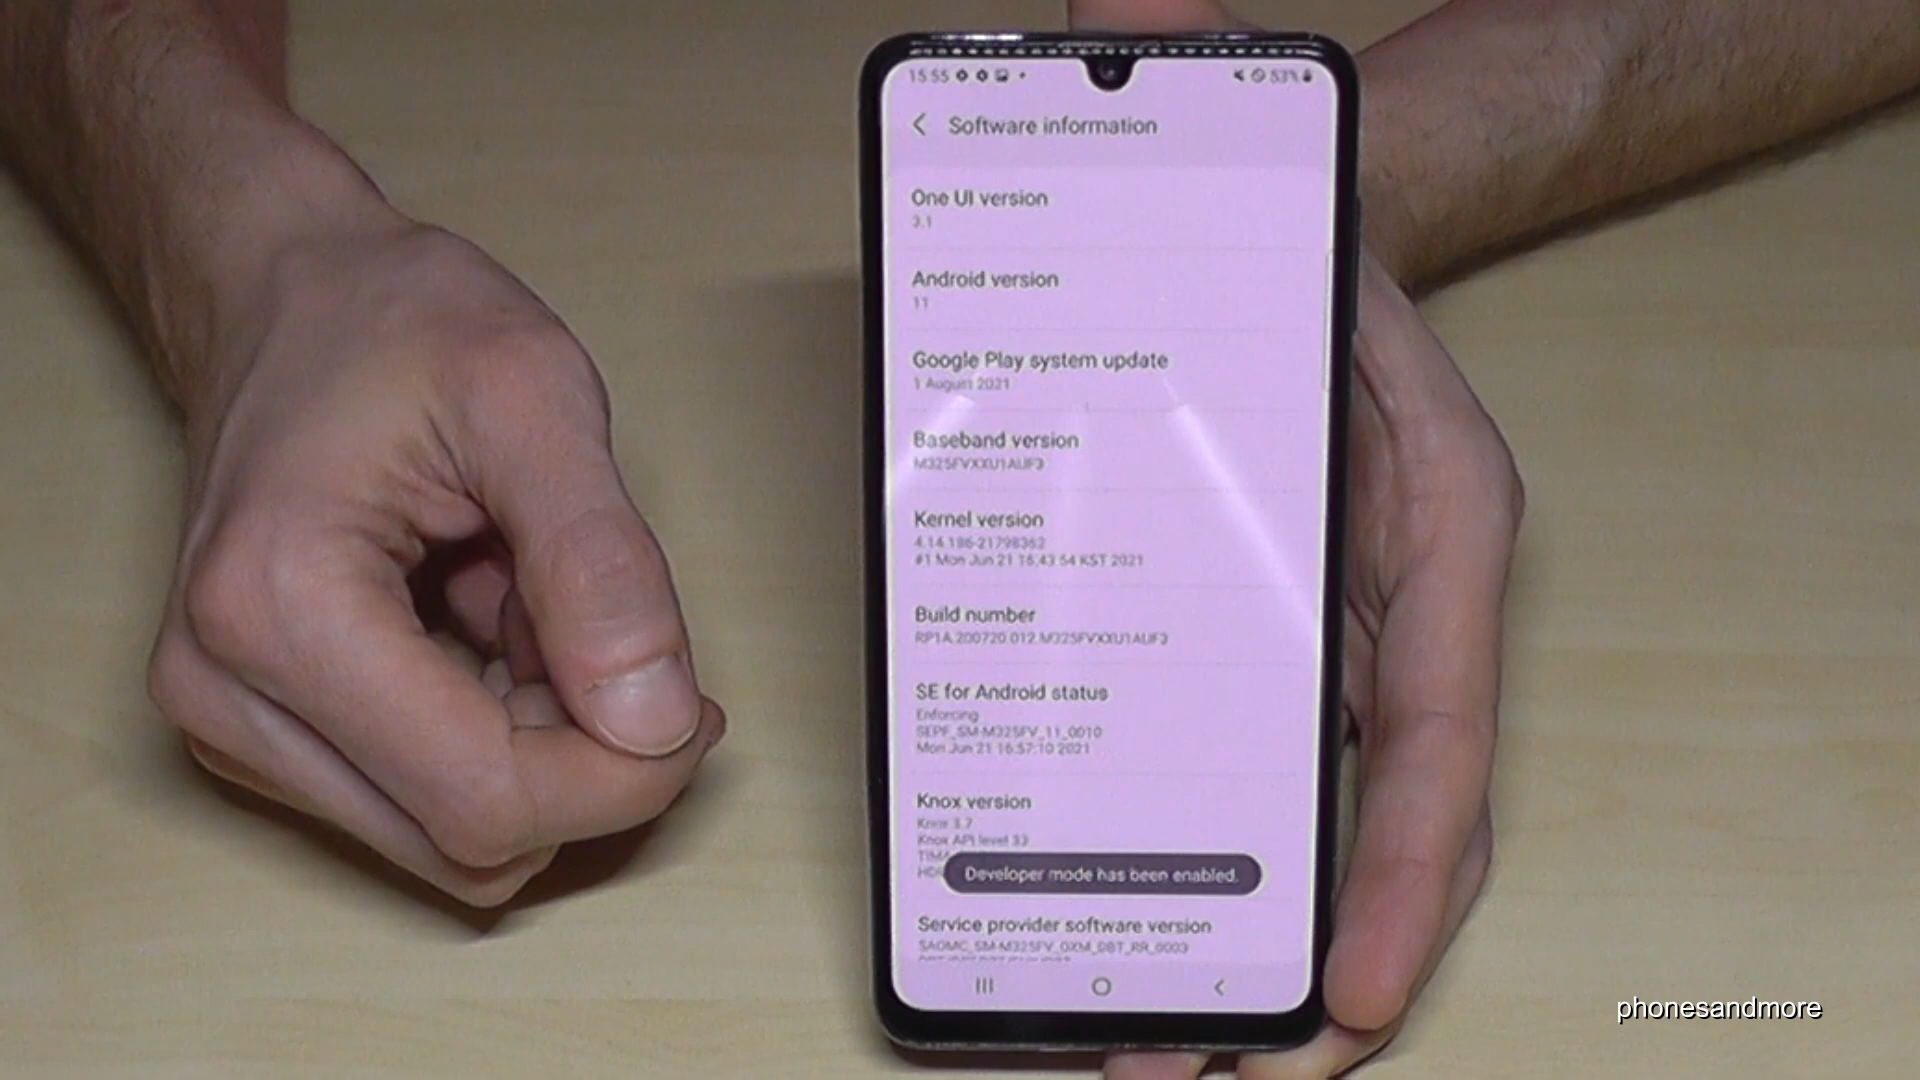 15:55 53%
Software information
One UI version
3.1
Android version
11
Google Play system update
1 August 2021
Baseband version
M325FVXXU1AUF3
Kernel version
4.14.186-21798362
#1 Mon Jun 21 16:43:54 KST 2021
Build number
RP1A.200720.012.M325FVXXU1AUF3
SE for Android status
Enforcing
SEPF_SM-M325FV_11_0010
Mon Jun 21 16:57:10 2021
Knox version
Knox 3.7
Knox API level 33
Developer mode has been enabled.
Service provider software version
SAOMC_SM-M325FV_OXM_DBT_RR_0003
phonesandmore